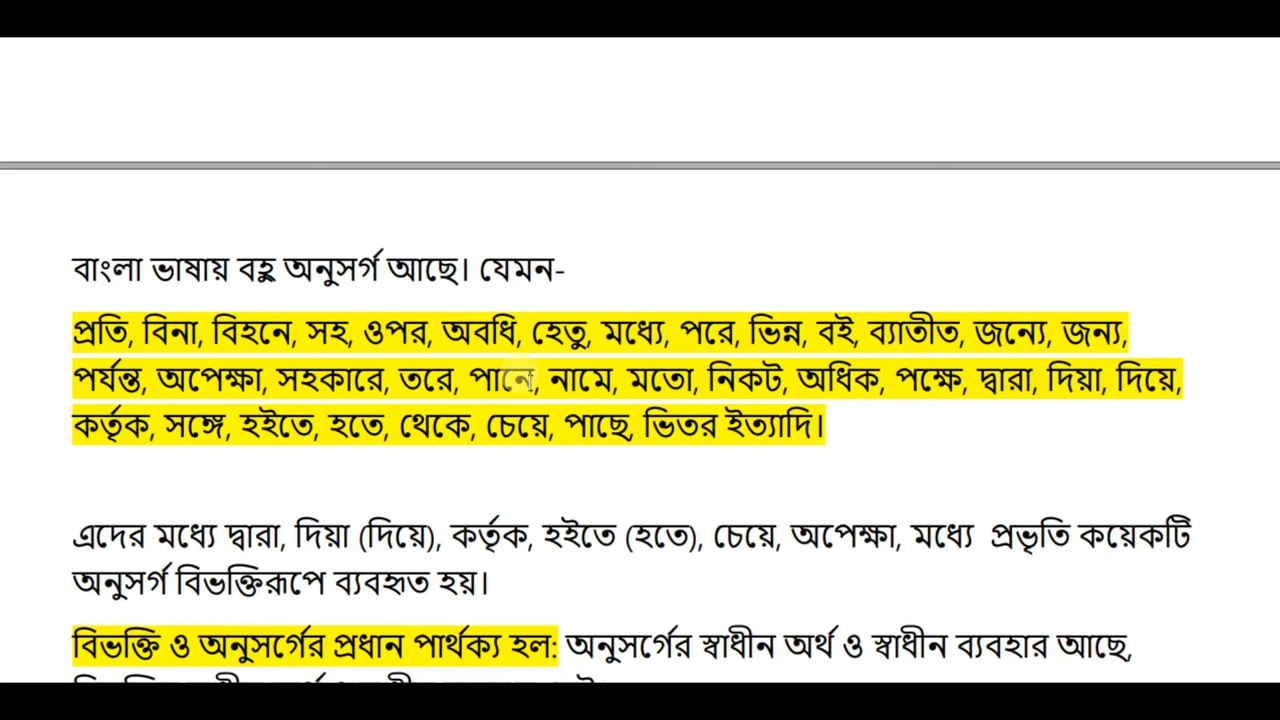 বাংলা ভাষায় বহু অনুসর্গ আছে। যেমন-
প্রতি, বিনা, বিহনে, সহ, ওপর, অবধি, হেতু, মধ্যে, পরে, ভিন্ন, বই, ব্যাতীত, জন্যে, জন্য,
পর্যন্ত, অপেক্ষা, সহকারে, তরে, পানে, নামে, মতো, নিকট, অধিক, পক্ষে, দ্বারা, দিয়া, দিয়ে,
কর্তৃক, সঙ্গে, হইতে, হতে, থেকে, চেয়ে, পাছে, ভিতর ইত্যাদি।
এদের মধ্যে দ্বারা, দিয়া (দিয়ে), কর্তৃক, হইতে (হতে), চেয়ে, অপেক্ষা, মধ্যে প্রভৃতি কয়েকটি
অনুসর্গ বিভক্তিরূপে ব্যবহৃত হয়।
বিভক্তি ও অনুসর্গের প্রধান পার্থক্য হল: অনুসর্গের স্বাধীন অর্থ ও স্বাধীন ব্যবহার আছে,